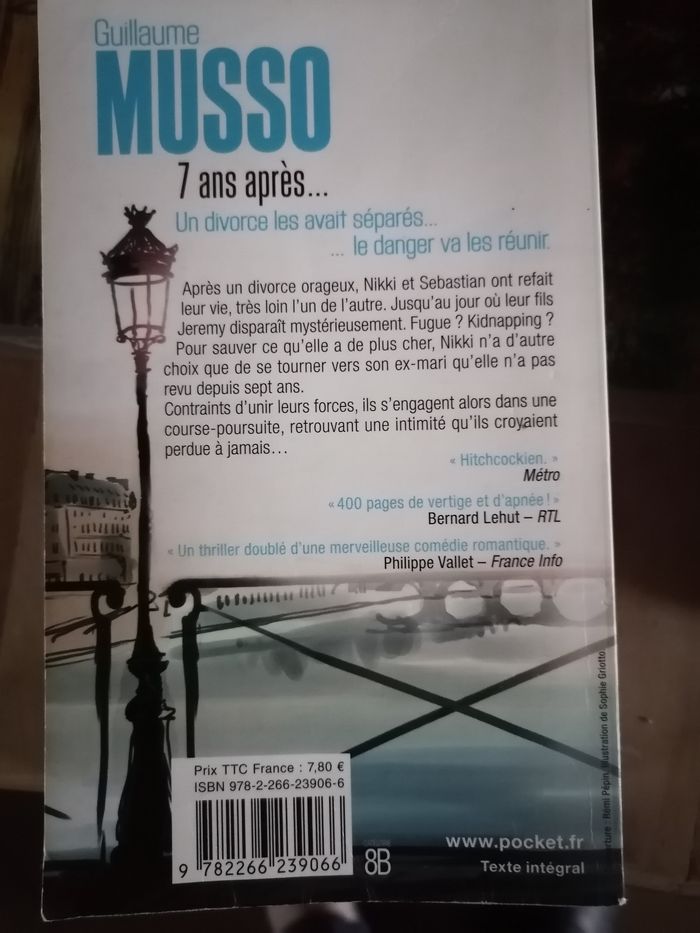 Guillaume
MUSSO
7 ans après...
Un divorce les avait séparés...
... le danger va les réunir.
Après un divorce orageux, Nikki et Sebastian ont refait
leur vie, très loin l'un de l'autre. Jusqu'au jour où leur fils
Jeremy disparaît mystérieusement. Fugue ? Kidnapping ?
Pour sauver ce qu'elle a de plus cher, Nikki n'a d'autre
choix que de se tourner vers son ex-mari qu'elle n'a pas
revu depuis sept ans.
Contraints d'unir leurs forces, ils s'engagent alors dans une
course-poursuite, retrouvant une intimité qu'ils croyaient
perdue à jamais...
« Hitchcockien. »
Métro
« 400 pages de vertige et d'apnée ! »
Bernard Lehut – RTL
« Un thriller doublé d'une merveilleuse comédie romantique. »
Philippe Vallet – France Info
Rémi Pépin. Illustration de Sophie Griotto
Prix TTC France : 7,80 €
ISBN 978-2-266-23906-6
9 782266 239066
8B
www.pocket.fr
Texte intégral